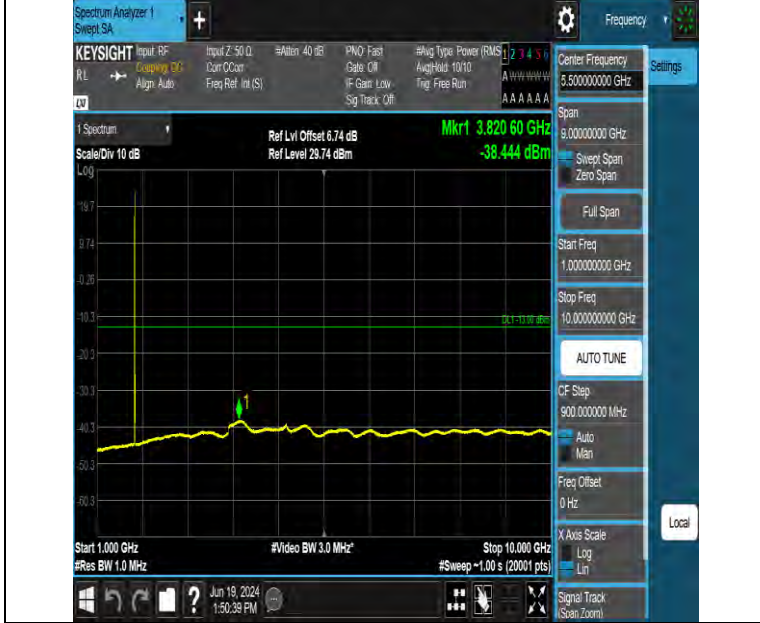 Spectrum Analyzer 1
Swept SA
+
Frequency
KEYSIGHT
RL
LXI
Input: RF
Coupling: DC
Align: Auto
Input Z: 50 Ω
Corr CCorr
Freq Ref: Int (S)
#Atten: 40 dB
PNO: Fast
Gate: Off
IF Gain: Low
Sig Track: Off
#Avg Type: Power (RMS
Avg|Hold: 10/10
Trig: Free Run
1 2 3 4 5 6
A W W W W W
A A A A A A
1 Spectrum
Scale/Div 10 dB
Log
Ref Lvl Offset 6.74 dB
Ref Level 29.74 dBm
Mkr1 3.820 60 GHz
-38.444 dBm
19.7
9.74
-0.26
-10.3
-20.3
-30.3
-40.3
-50.3
-60.3
DL1 -13.00 dBm
1
Start 1.000 GHz
#Res BW 1.0 MHz
#Video BW 3.0 MHz*
Stop 10.000 GHz
#Sweep ~1.00 s (20001 pts)
Center Frequency
5.50000000 GHz
Settings
Span
9.00000000 GHz
Swept Span
Zero Span
Full Span
Start Freq
1.000000000 GHz
Stop Freq
10.000000000 GHz
AUTO TUNE
CF Step
900.000000 MHz
Auto
Man
Freq Offset
0 Hz
X Axis Scale
Log
Lin
Signal Track
(Span Zoom)
Local
?
Jun 19, 2024
1:50:39 PM